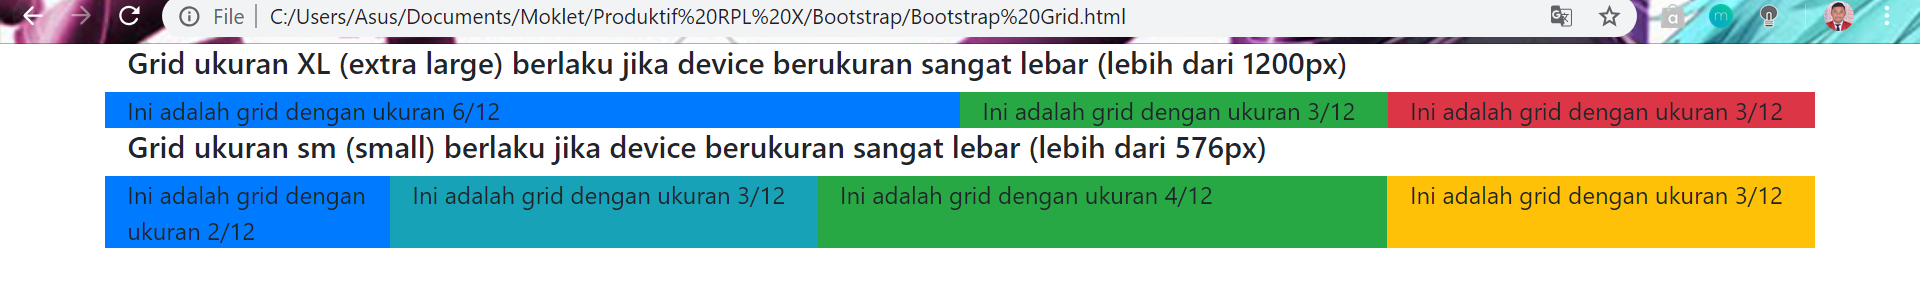 File | C:/Users/Asus/Documents/Moklet/Produktif%20RPL%20X/Bootstrap/Bootstrap%20Grid.html
Grid ukuran XL (extra large) berlaku jika device berukuran sangat lebar (lebih dari 1200px)
Ini adalah grid dengan ukuran 6/12 Ini adalah grid dengan ukuran 3/12 Ini adalah grid dengan ukuran 3/12
Grid ukuran sm (small) berlaku jika device berukuran sangat lebar (lebih dari 576px)
Ini adalah grid dengan
ukuran 2/12
Ini adalah grid dengan ukuran 3/12
Ini adalah grid dengan ukuran 4/12
Ini adalah grid dengan ukuran 3/12